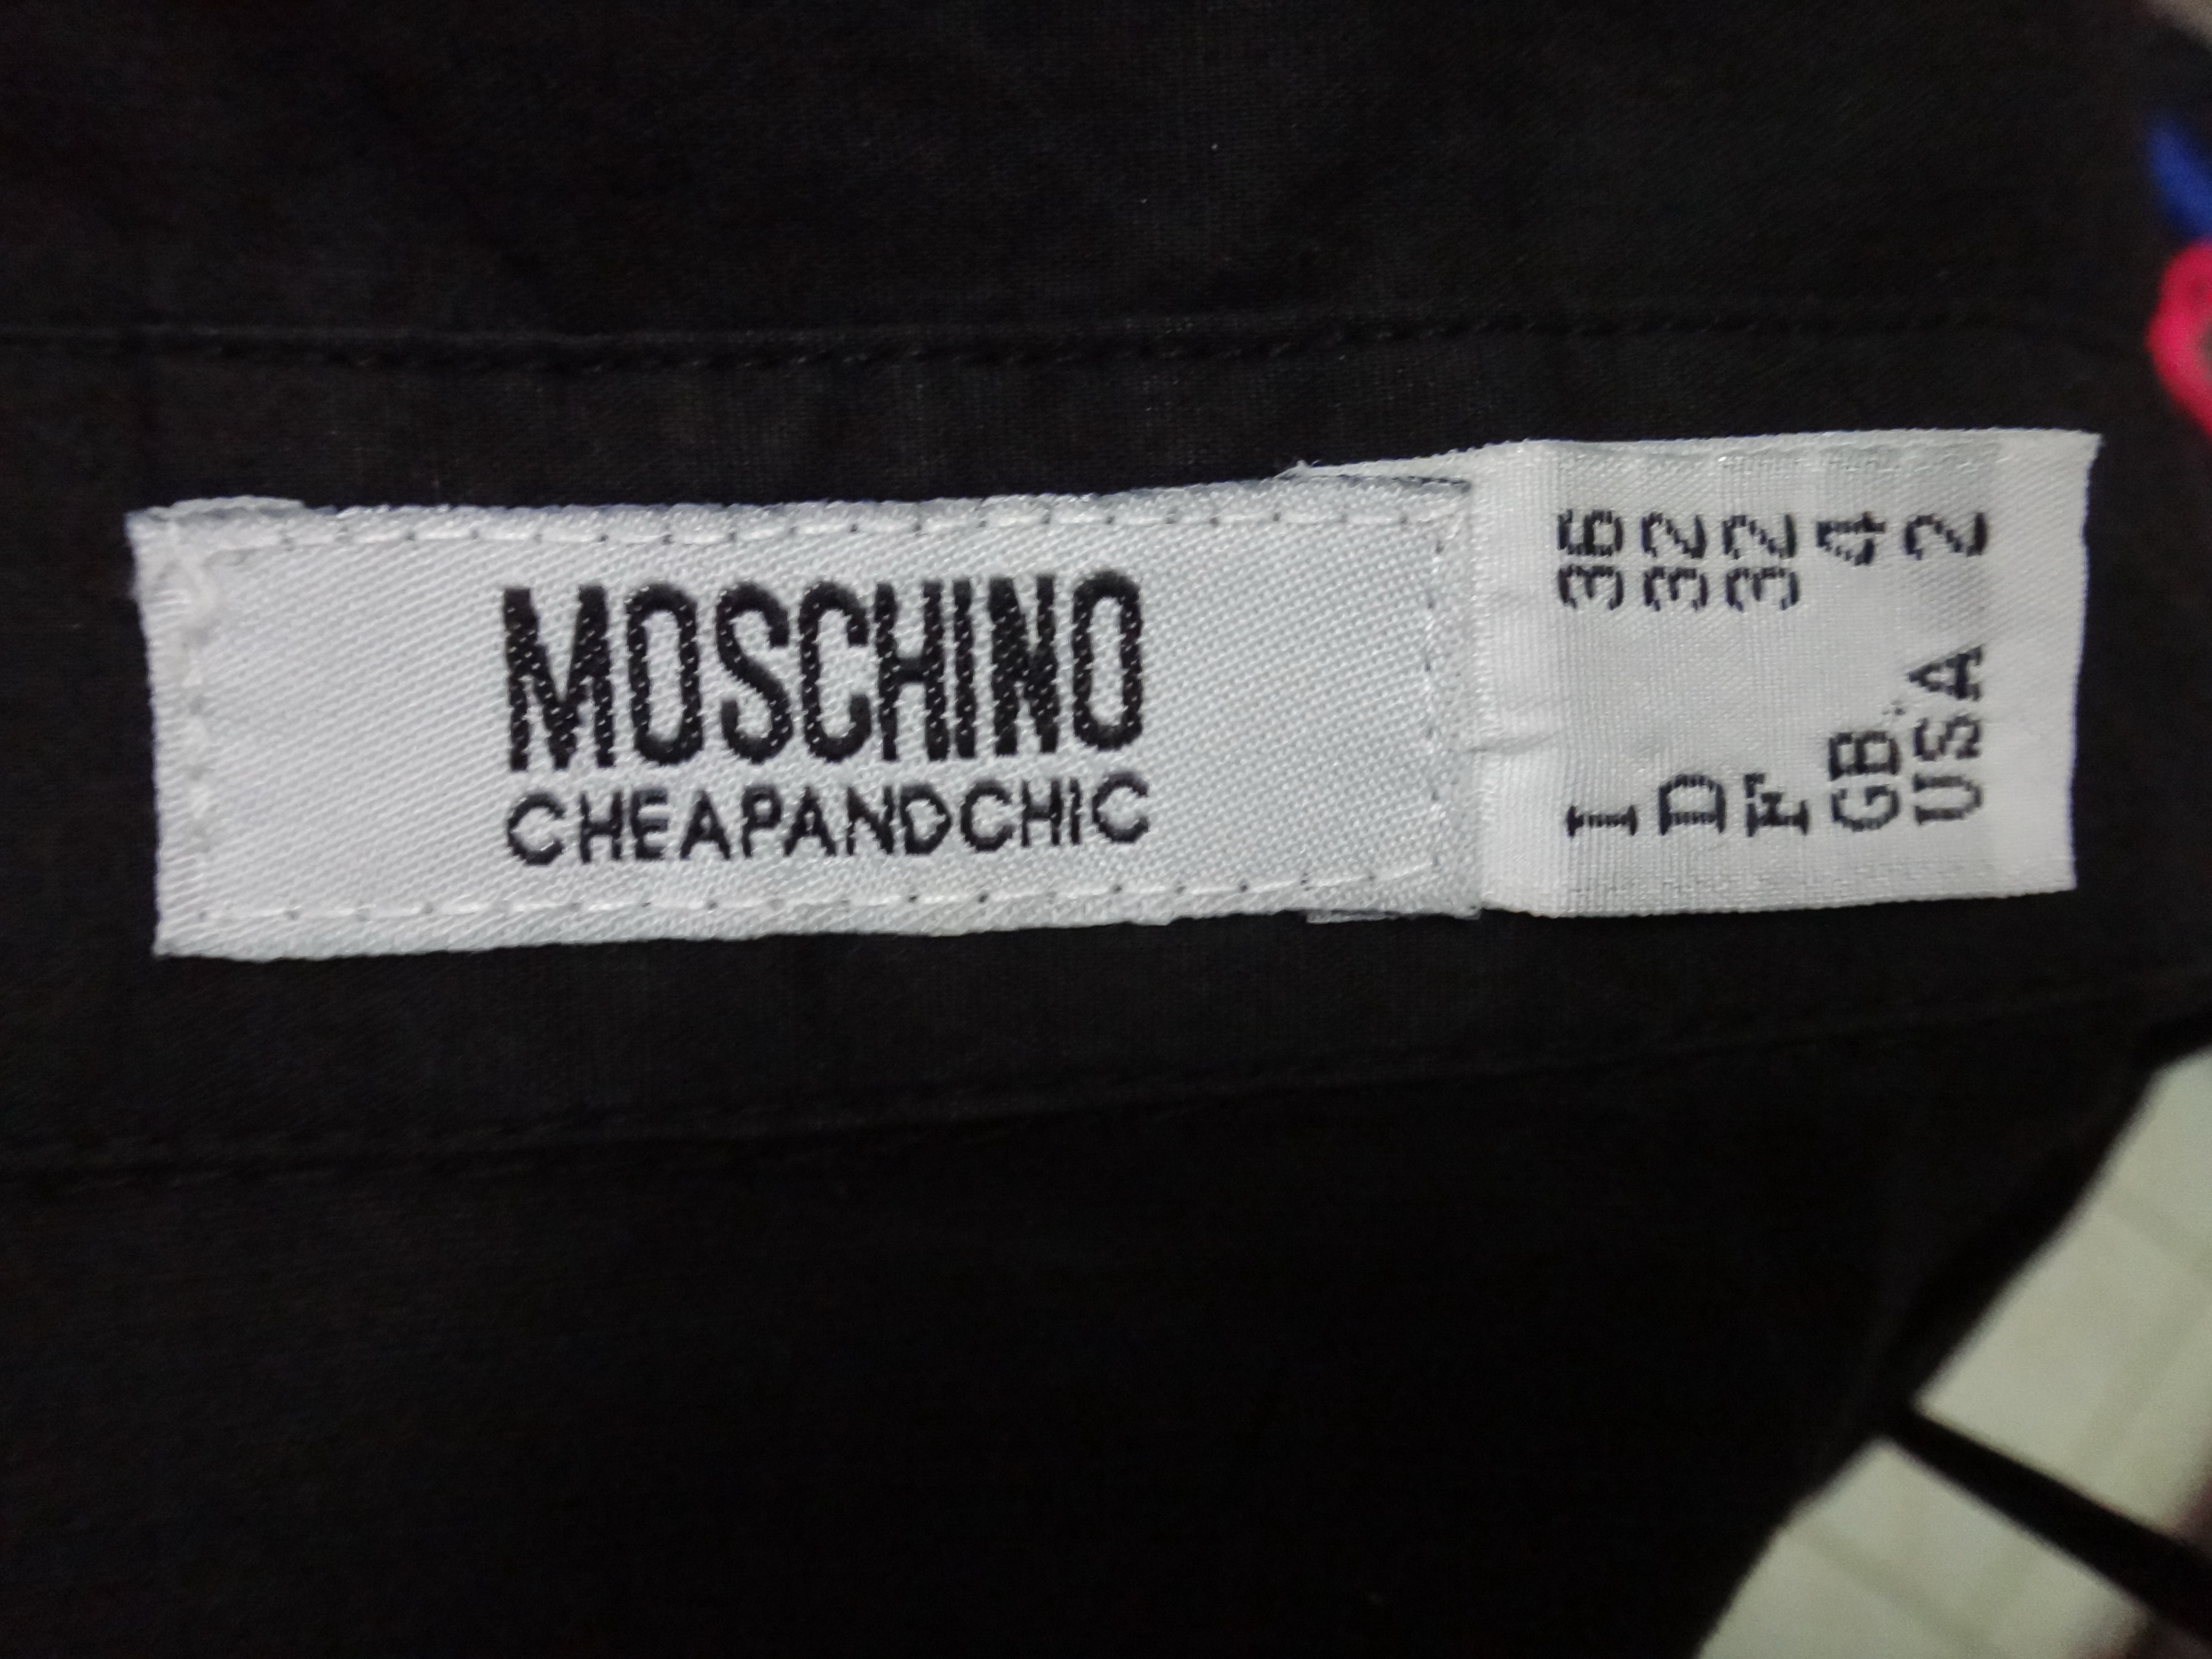 MOSCHINO
CHEAPANDCHIC
I 36
D 32
F 32
GB 4
USA 2